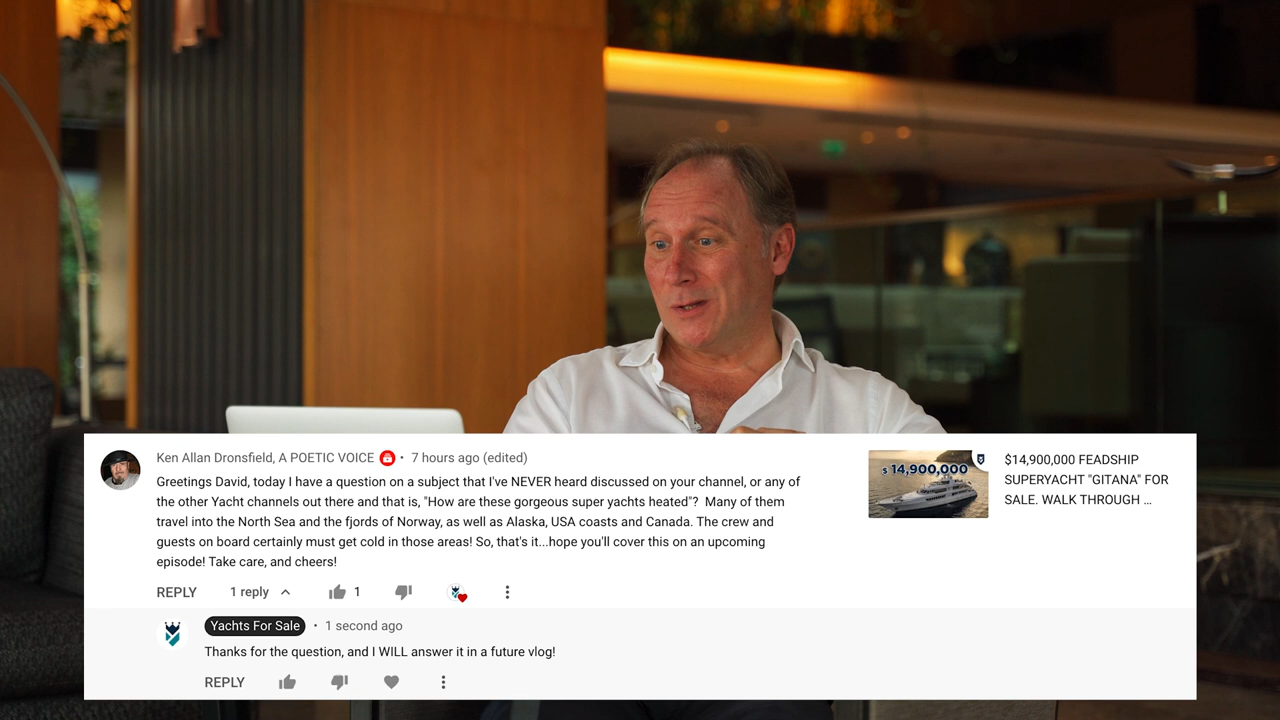 Ken Allan Dronsfield, A POETIC VOICE • 7 hours ago (edited)
Greetings David, today I have a question on a subject that I've NEVER heard discussed on your channel, or any of
the other Yacht channels out there and that is, "How are these gorgeous super yachts heated"? Many of them
travel into the North Sea and the fjords of Norway, as well as Alaska, USA coasts and Canada. The crew and
guests on board certainly must get cold in those areas! So, that's it...hope you'll cover this on an upcoming
episode! Take care, and cheers!
REPLY 1 reply 1
$ 14,900,000
$14,900,000 FEADSHIP
SUPERYACHT "GITANA" FOR
SALE. WALK THROUGH ...
Yachts For Sale • 1 second ago
Thanks for the question, and I WILL answer it in a future vlog!
REPLY